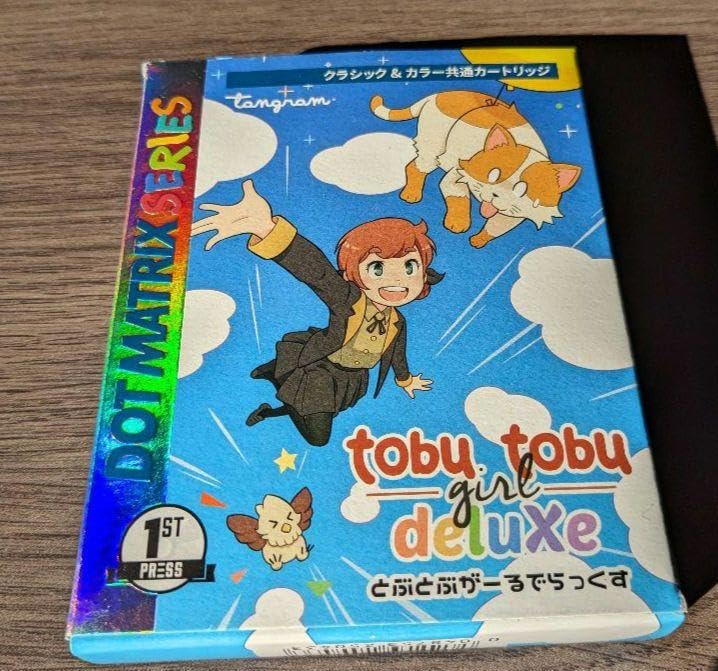 クラシック & カラー共通カートリッジ
tangram
DOT MATRIX SERIES
tobu tobu
girl
deluxe
とぶとぶがーるでらっくす
1ST
PRESS